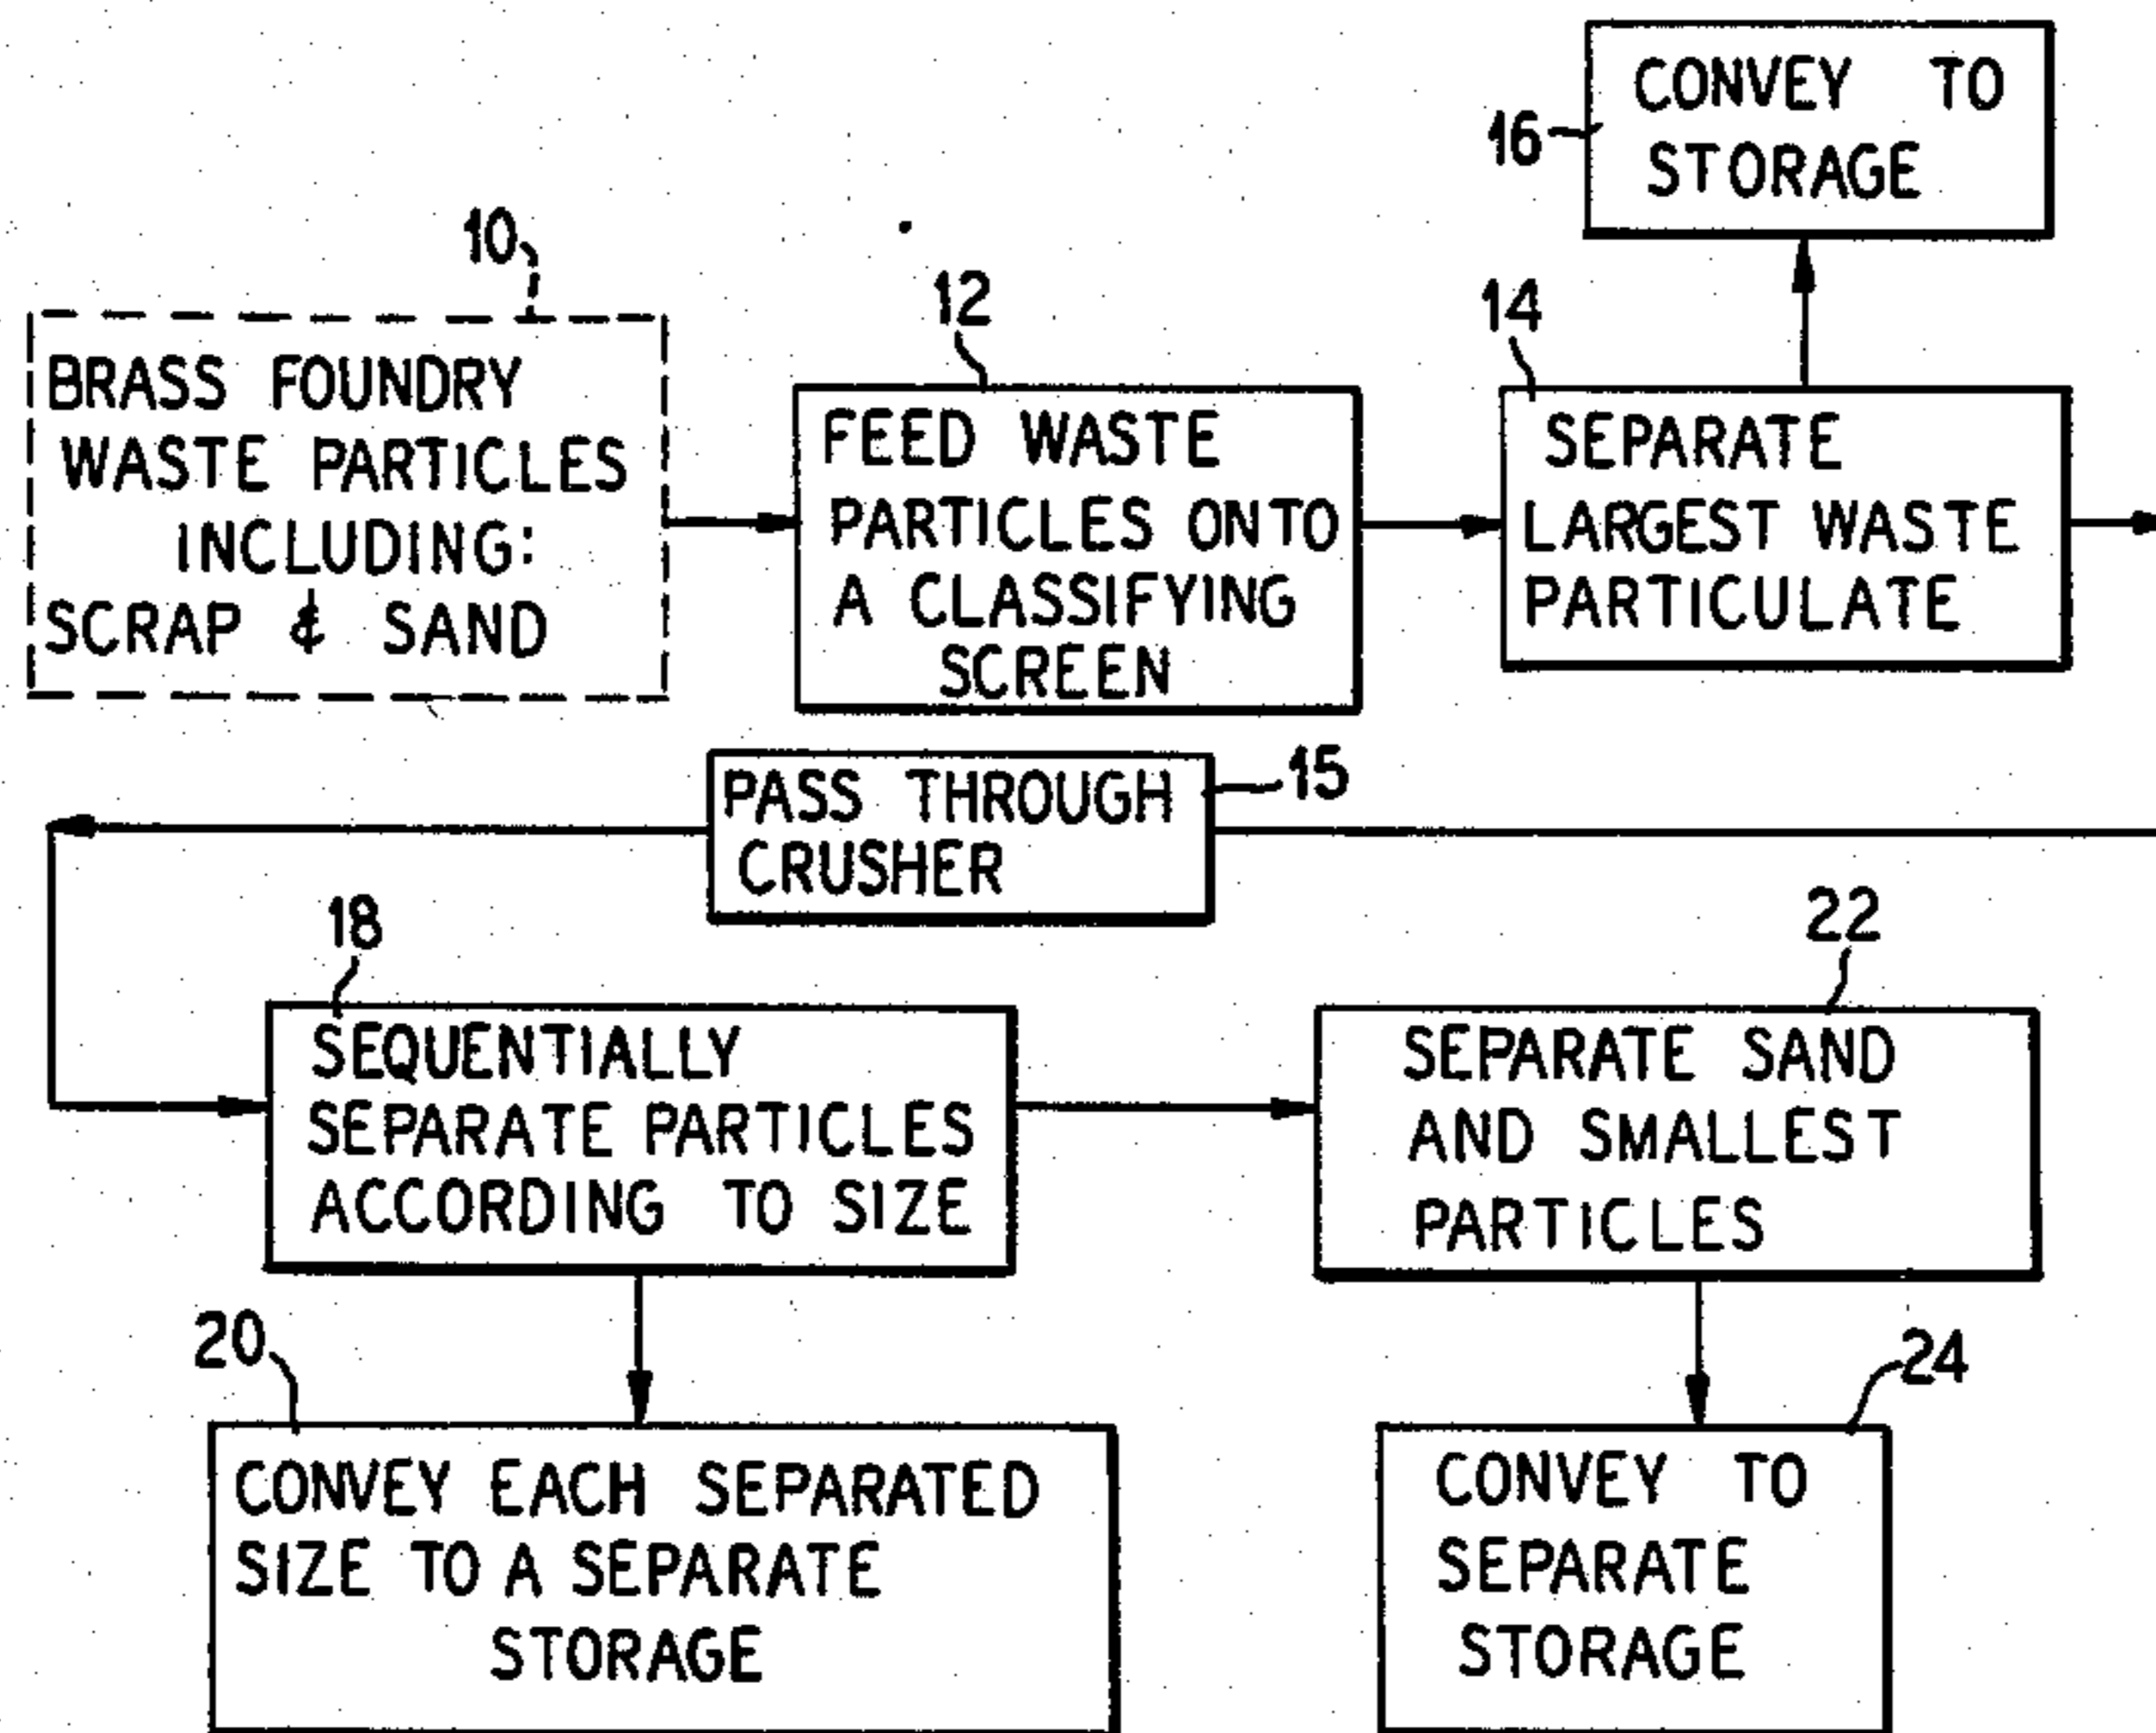 16
CONVEY TO
STORAGE
10
BRASS FOUNDRY
WASTE PARTICLES
INCLUDING:
SCRAP & SAND
12
FEED WASTE
PARTICLES ONTO
A CLASSIFYING
SCREEN
14
SEPARATE
LARGEST WASTE
PARTICULATE
15
PASS THROUGH
CRUSHER
18
SEQUENTIALLY
SEPARATE PARTICLES
ACCORDING TO SIZE
22
SEPARATE SAND
AND SMALLEST
PARTICLES
20
CONVEY EACH SEPARATED
SIZE TO A SEPARATE
STORAGE
24
CONVEY TO
SEPARATE
STORAGE